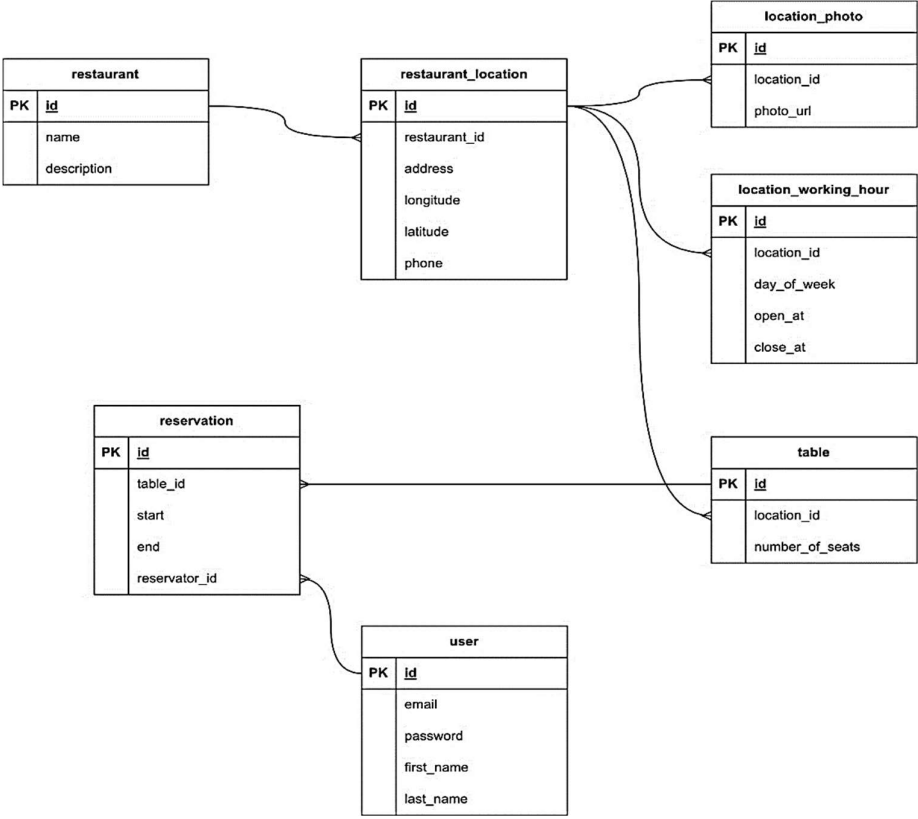 restaurant
PK id
name
description
restaurant_location
PK id
restaurant_id
address
longitude
latitude
phone
location_photo
PK id
location_id
photo_url
location_working_hour
PK id
location_id
day_of_week
open_at
close_at
reservation
PK id
table_id
start
end
reservator_id
table
PK id
location_id
number_of_seats
user
PK id
email
password
first_name
last_name